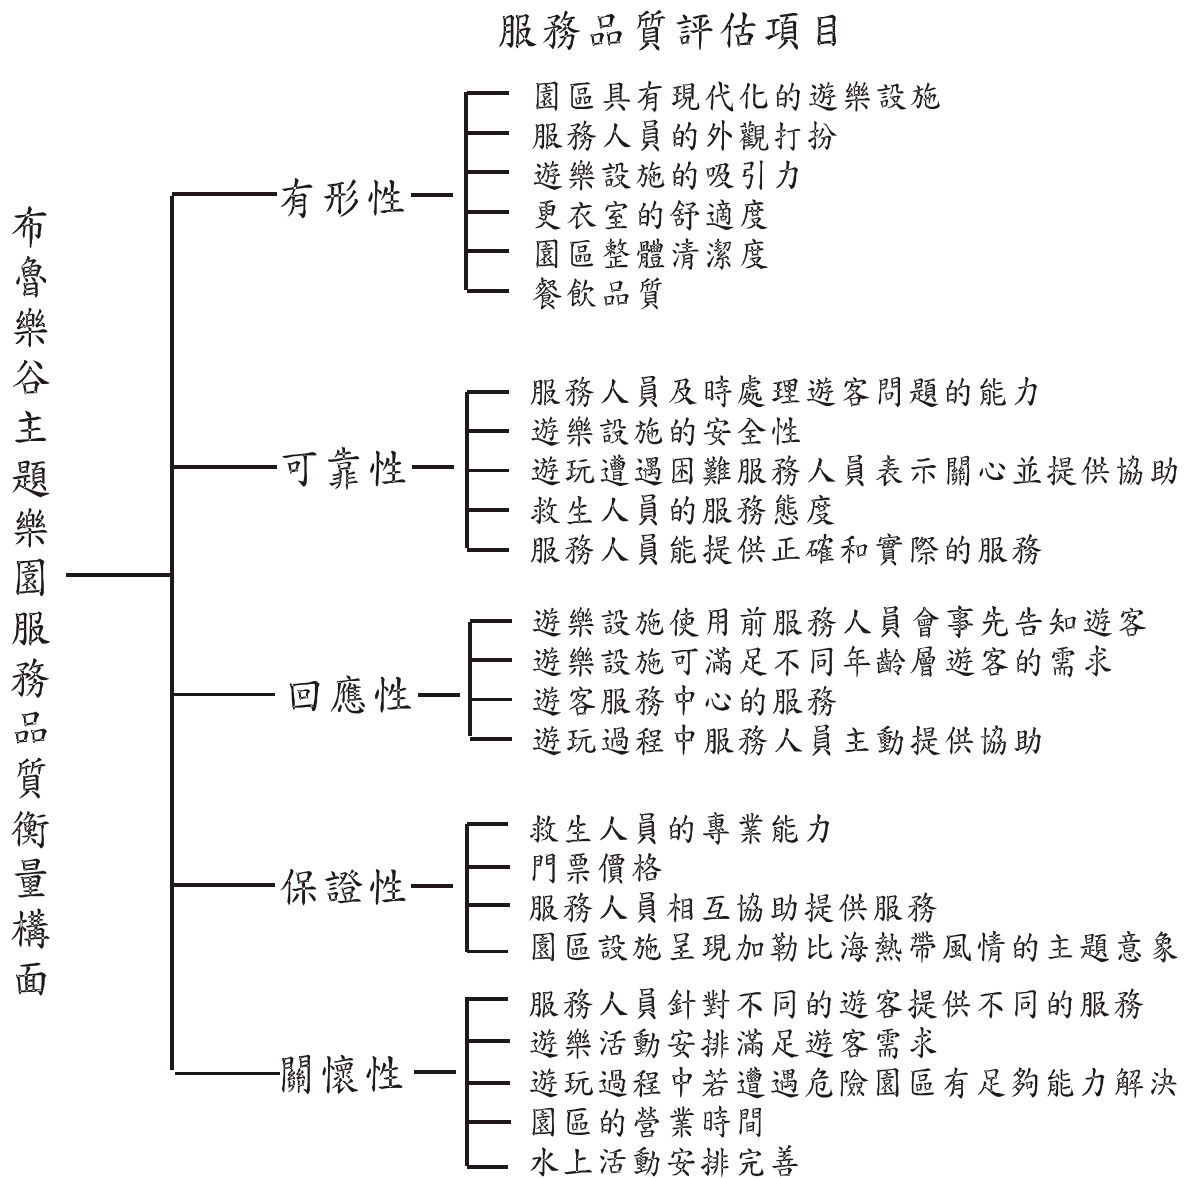 服務品質評估項目
布魯樂谷主題樂園服務品質衡量構面
有形性
園區具有現代化的遊樂設施
服務人員的外觀打扮
遊樂設施的吸引力
更衣室的舒適度
園區整體清潔度
餐飲品質
可靠性
服務人員及時處理遊客問題的能力
遊樂設施的安全性
遊玩遭遇困難服務人員表示關心並提供協助
救生人員的服務態度
服務人員能提供正確和實際的服務
回應性
遊樂設施使用前服務人員會事先告知遊客
遊樂設施可滿足不同年齡層遊客的需求
遊客服務中心的服務
遊玩過程中服務人員主動提供協助
保證性
救生人員的專業能力
門票價格
服務人員相互協助提供服務
園區設施呈現加勒比海熱帶風情的主題意象
關懷性
服務人員針對不同的遊客提供不同的服務
遊樂活動安排滿足遊客需求
遊玩過程中若遭遇危險園區有足夠能力解決
園區的營業時間
水上活動安排完善